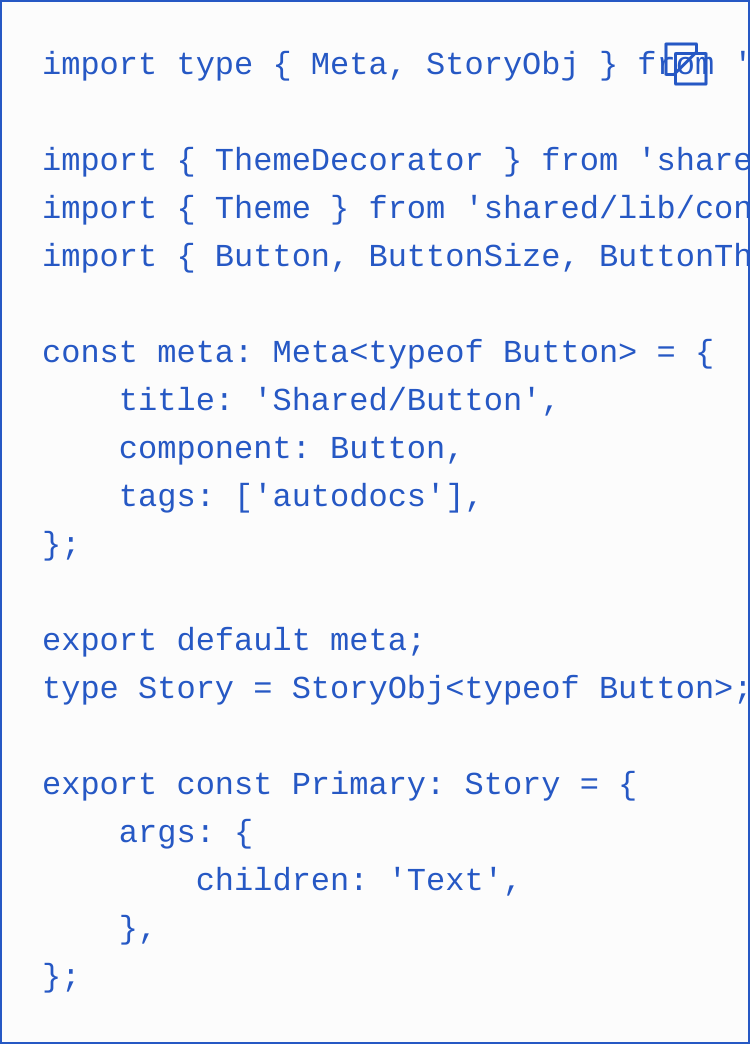 import type { Meta, StoryObj } from '
import { ThemeDecorator } from 'share
import { Theme } from 'shared/lib/con
import { Button, ButtonSize, ButtonTh
const meta: Meta<typeof Button> = {
    title: 'Shared/Button',
    component: Button,
    tags: ['autodocs'],
};
export default meta;
type Story = StoryObj<typeof Button>;
export const Primary: Story = {
    args: {
        children: 'Text',
    },
};